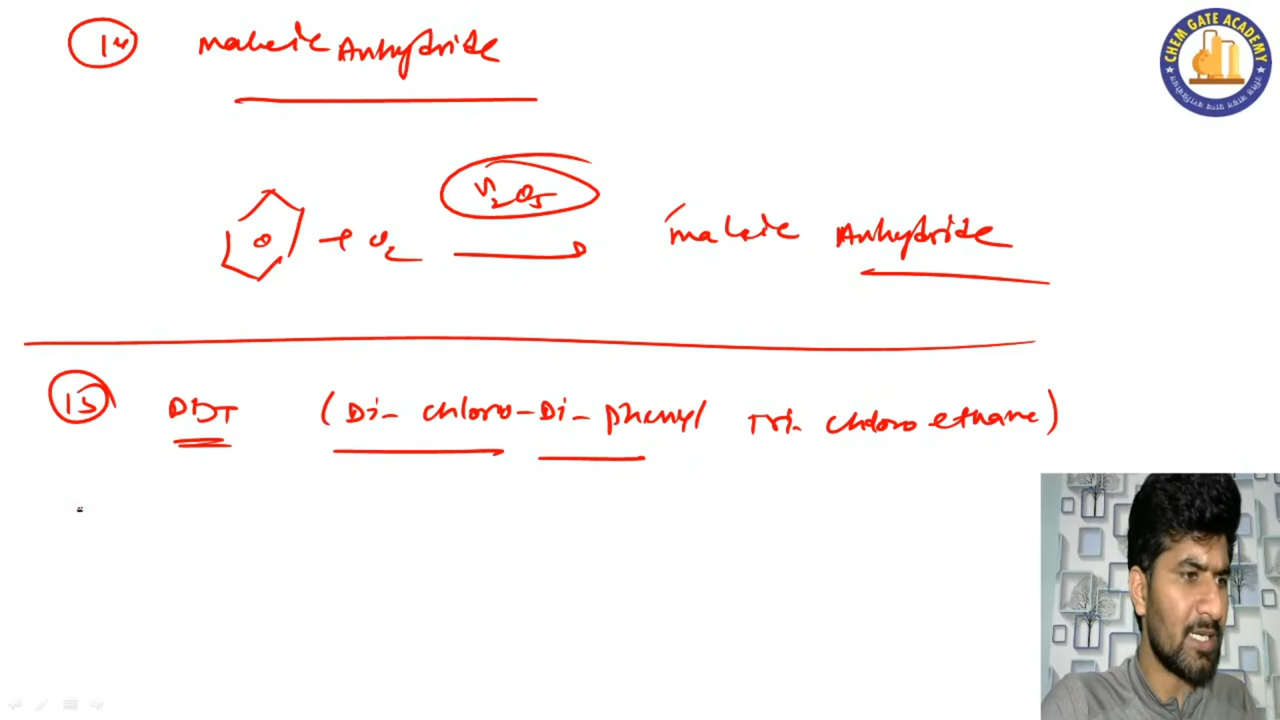 14 maleic Anhydride
CHEM GATE ACADEMY
+ O2 V2O5 maleic Anhydride
15 DDT (Di- chloro-Di-phenyl Tri-chloro ethane)